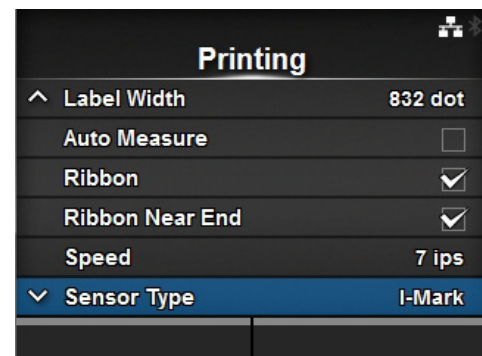 Printing
Label Width 832 dot
Auto Measure
Ribbon
Ribbon Near End
Speed 7 ips
Sensor Type I-Mark